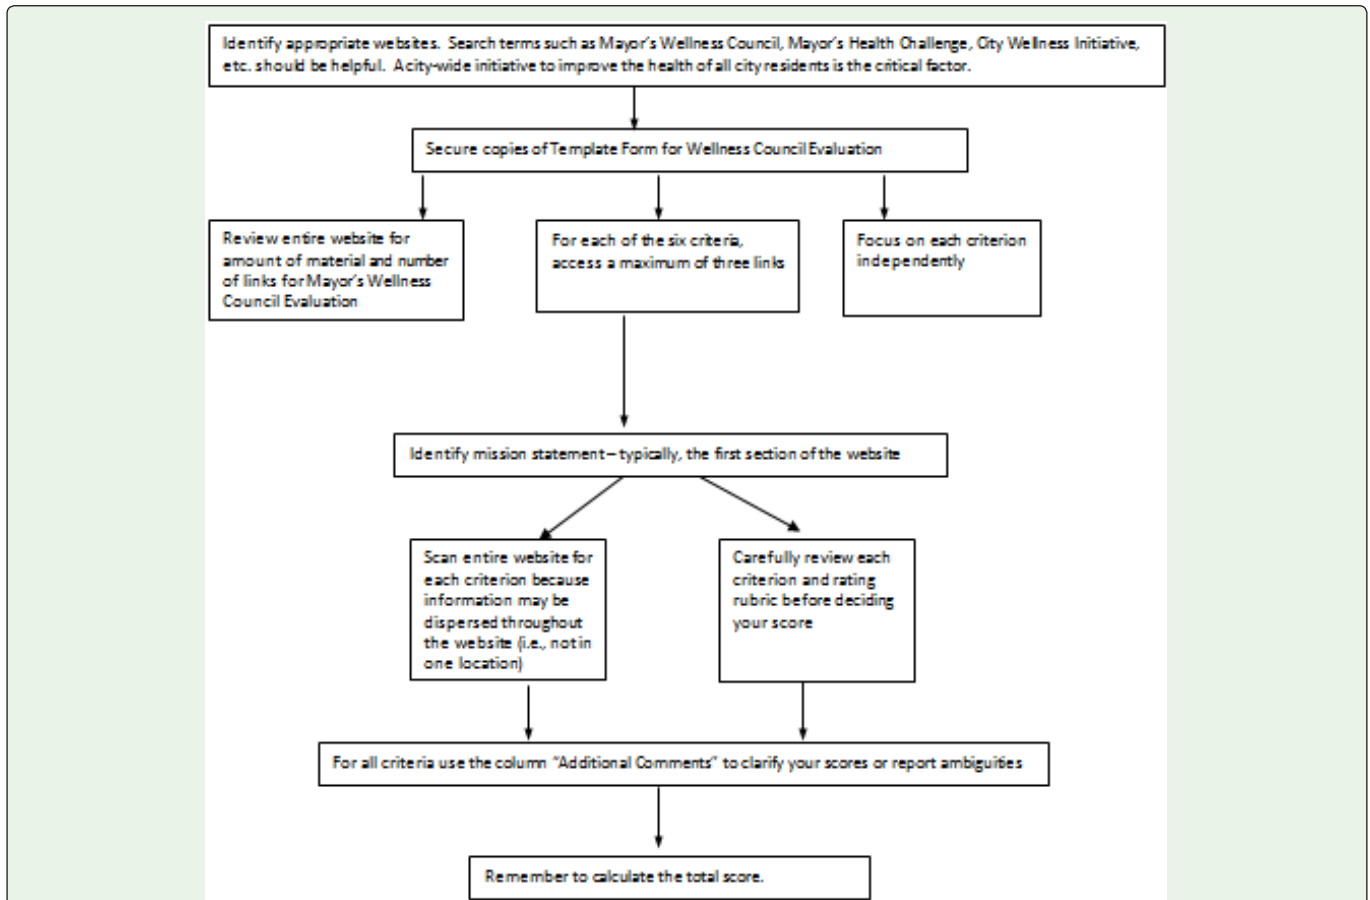 Identify appropriate websites.  Search terms such as Mayor's Wellness Council, Mayor's Health Challenge, City Wellness Initiative,
etc. should be helpful.  A city-wide initiative to improve the health of all city residents is the critical factor.
Secure copies of Template Form for Wellness Council Evaluation
Review entire website for
amount of material and number
of links for Mayor's Wellness
Council Evaluation
For each of the six criteria,
access a maximum of three links
Focus on each criterion
independently
Identify mission statement – typically, the first section of the website
Scan entire website for
each criterion because
information may be
dispersed throughout
the website (i.e., not in
one location)
Carefully review each
criterion and rating
rubric before deciding
your score
For all criteria use the column "Additional Comments" to clarify your scores or report ambiguities
Remember to calculate the total score.